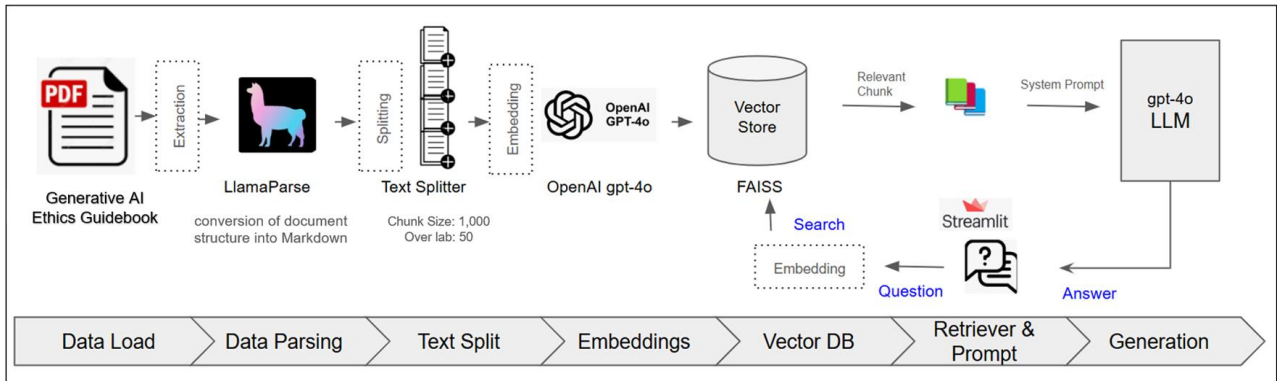 PDF
Generative AI
Ethics Guidebook
Extraction
LlamaParse
conversion of document
structure into Markdown
Splitting
Text Splitter
Chunk Size: 1,000
Over lab: 50
Embedding
OpenAI
GPT-4o
OpenAI gpt-4o
Vector
Store
FAISS
Relevant
Chunk
System Prompt
gpt-4o
LLM
Search
Embedding
Question
Streamlit
?
Answer
Data Load
Data Parsing
Text Split
Embeddings
Vector DB
Retriever &
Prompt
Generation